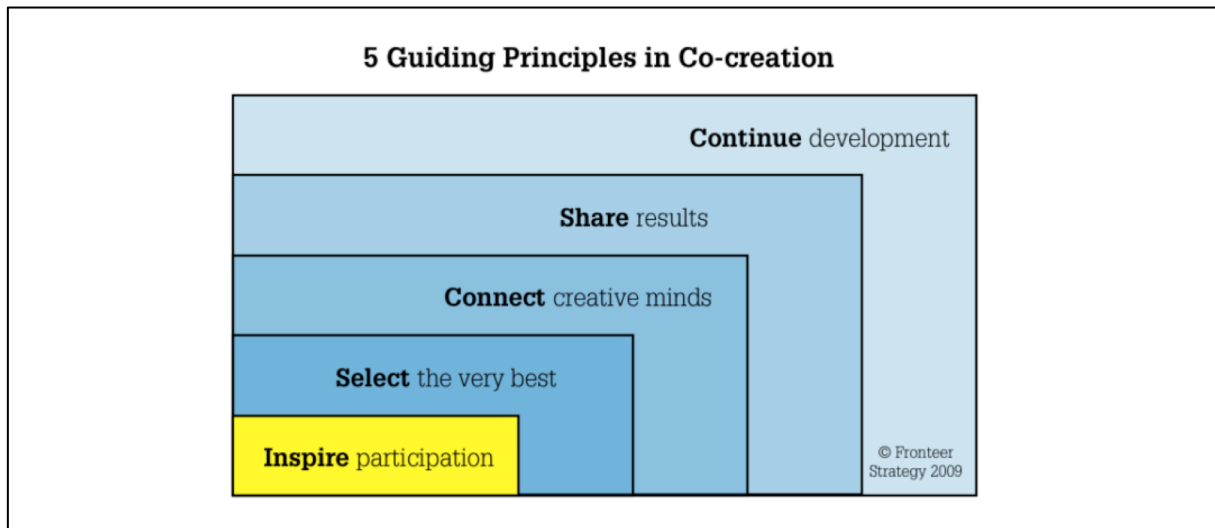 5 Guiding Principles in Co-creation
Continue development
Share results
Connect creative minds
Select the very best
Inspire participation
© Fronteer
Strategy 2009